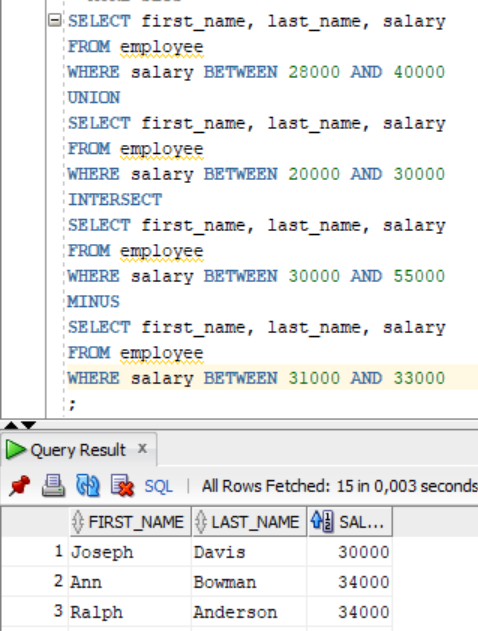 SELECT first_name, last_name, salary
FROM employee
WHERE salary BETWEEN 28000 AND 40000
UNION
SELECT first_name, last_name, salary
FROM employee
WHERE salary BETWEEN 20000 AND 30000
INTERSECT
SELECT first_name, last_name, salary
FROM employee
WHERE salary BETWEEN 30000 AND 55000
MINUS
SELECT first_name, last_name, salary
FROM employee
WHERE salary BETWEEN 31000 AND 33000
;
Query Result x
SQL | All Rows Fetched: 15 in 0,003 seconds
FIRST_NAME LAST_NAME SAL...
1 Joseph Davis 30000
2 Ann Bowman 34000
3 Ralph Anderson 34000